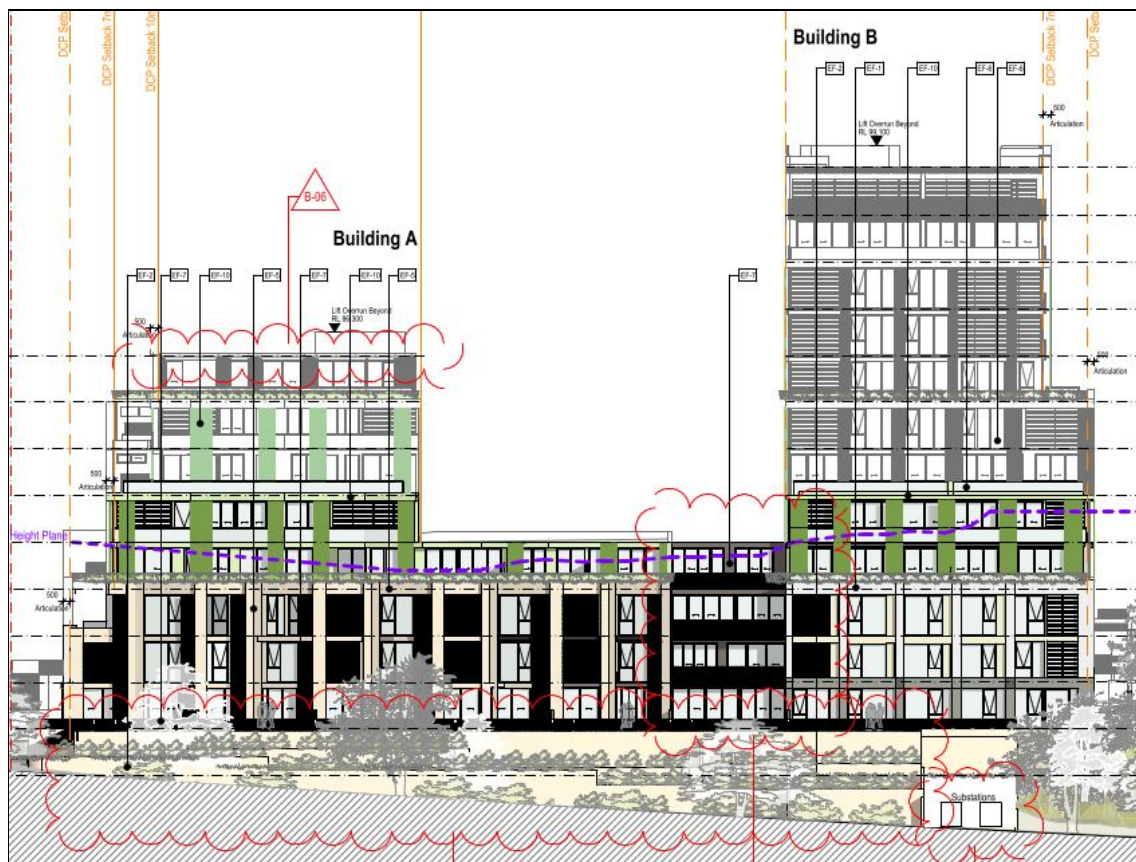 DCP Setb
DCP Setback 7m
DCP Setback 10m
Building B
DCP Setback 7m
DCP Setb
EF-2
EF-1
EF-10
EF-6
EF-6
500
Articulation
Lift Overrun Beyond
RL 99.100
B-06
Building A
EF-2
EF-7
EF-10
EF-5
EF-7
EF-10
EF-5
EF-7
Lift Overrun Beyond
RL 86.300
500
Articulation
500
Articulation
500
Articulation
Height Plane
500
Articulation
Substations